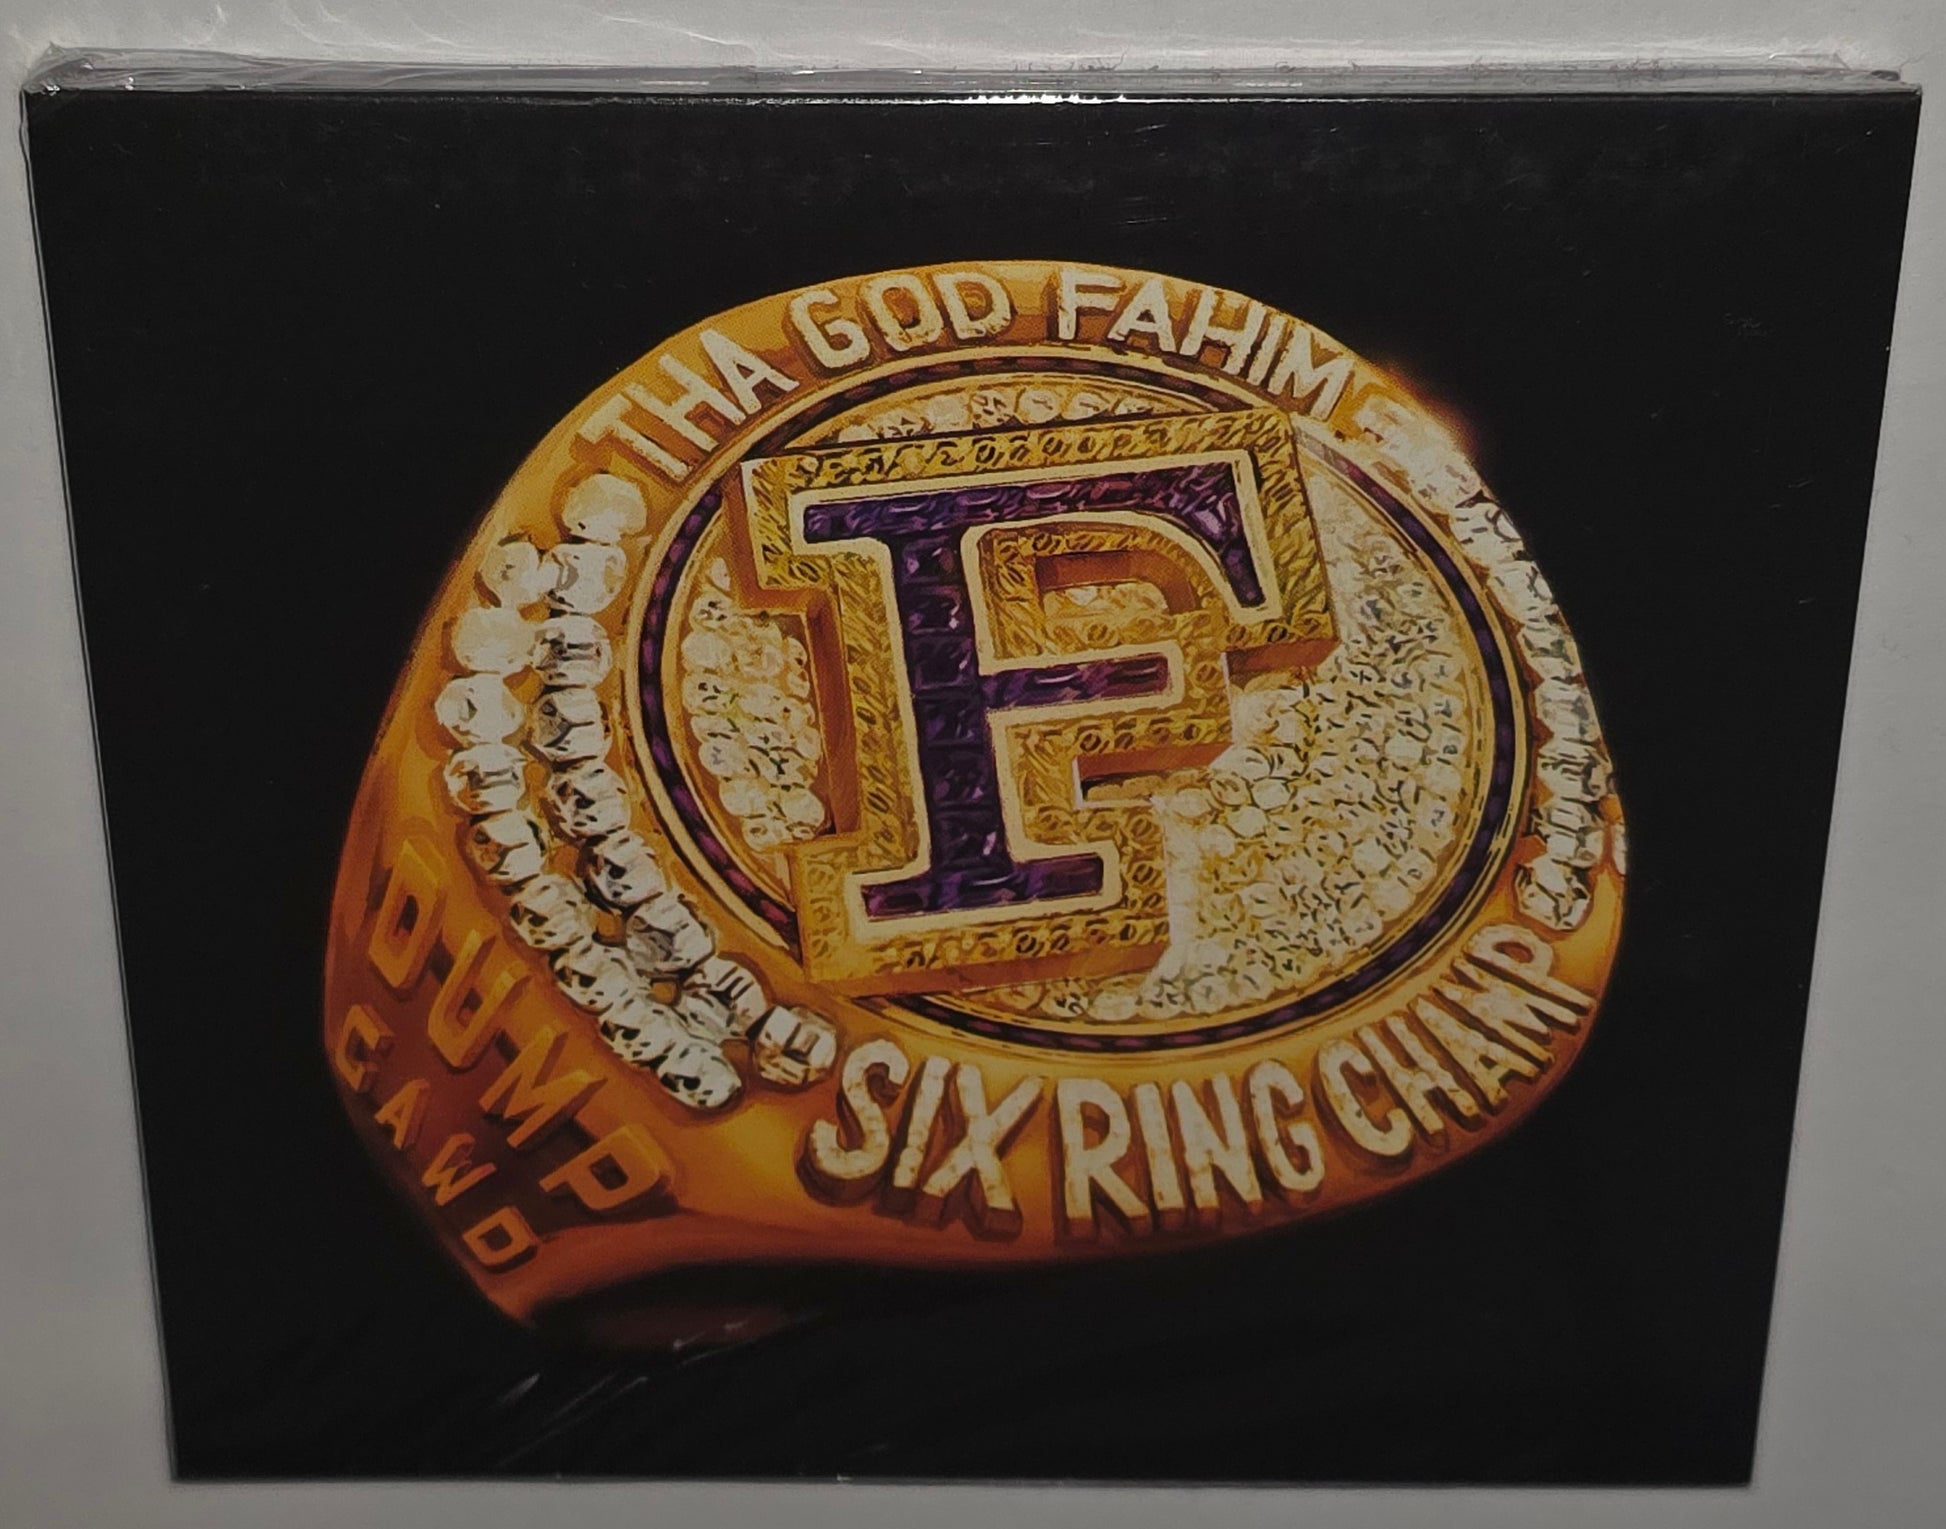 THA GOD FAHIM
F
SIX RING CHAMP
DUMP
GAWD